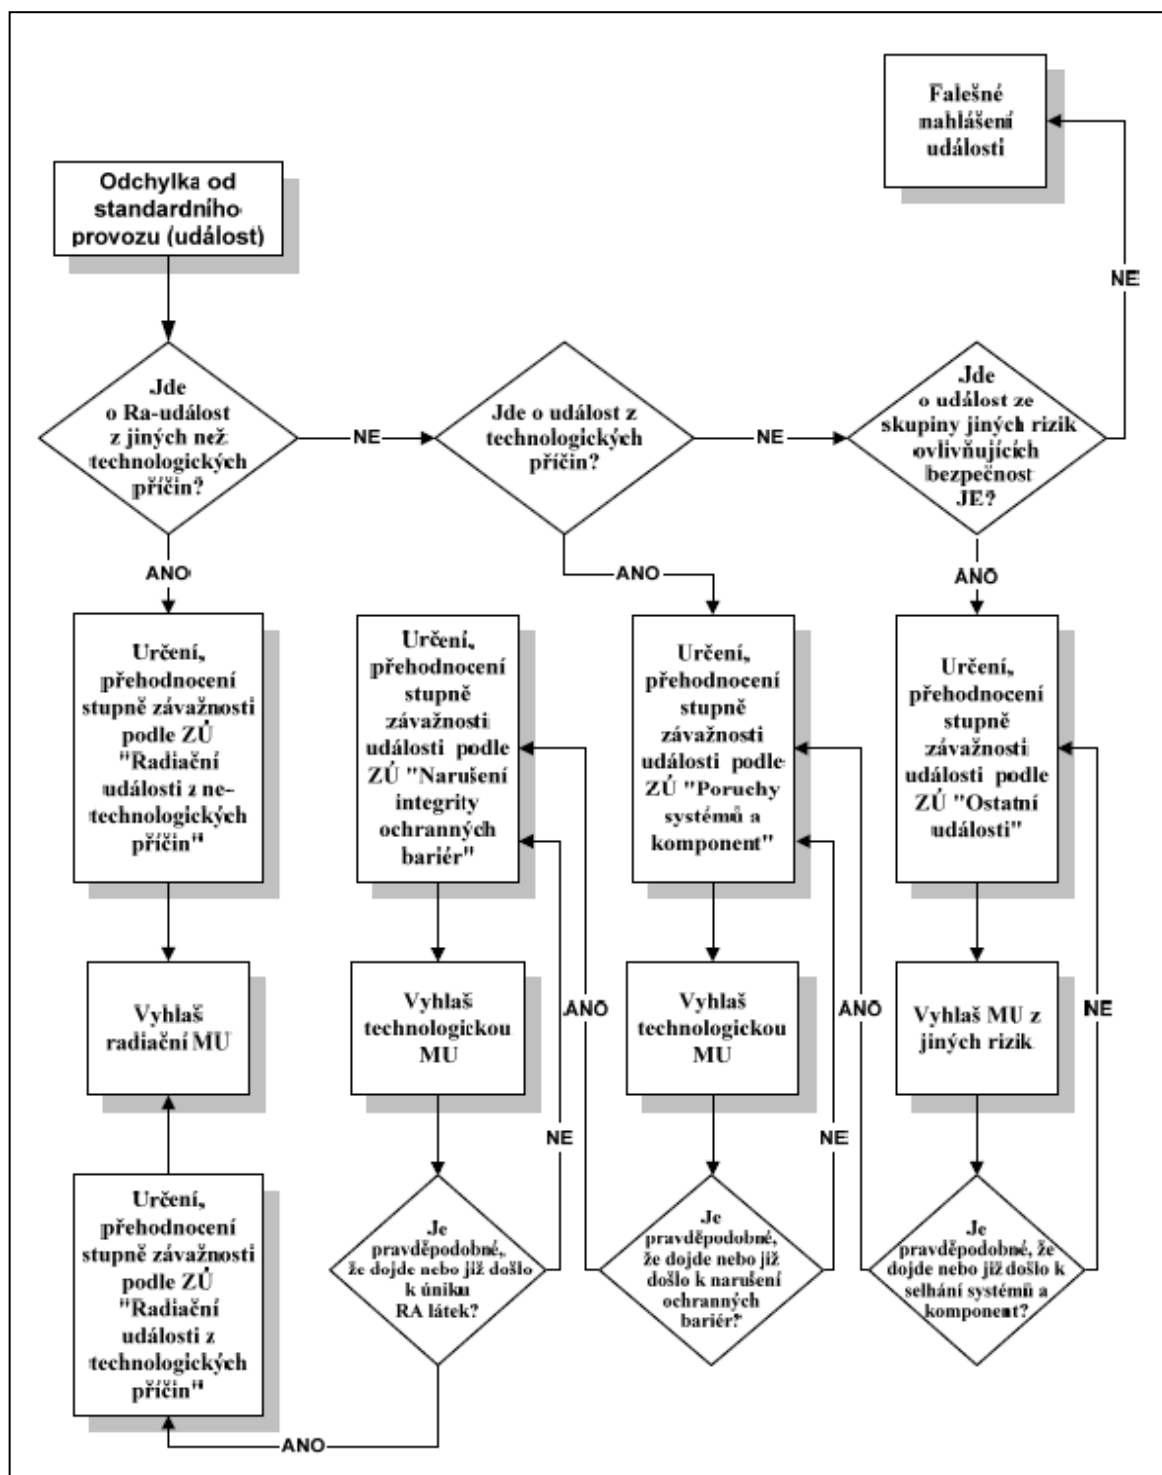 Falešné
nahlášení
události
Odchylka od
standardního
provozu (událost)
NE
Jde
o Ra-událost
z jiných než
technologických
příčin?
NE
Jde o událost z
technologických
příčin?
NE
Jde
o událost ze
skupiny jiných rizik
ovlivňujících
bezpečnost
JE?
ANO
ANO
ANO
Určení,
přehodnocení
stupně závažnosti
podle ZÚ
"Radiační
události z ne-
technologických
příčin"
Určení,
přehodnocení
stupně
závažnosti
události podle
ZÚ "Narušení
integrity
ochranných
bariér"
Určení,
přehodnocení
stupně
závažnosti
události podle
ZÚ "Poruchy
systémů a
komponent"
Určení,
přehodnocení
stupně
závažnosti
události podle
ZÚ "Ostatní
události"
Vyhlaš
radiační MU
Vyhlaš
technologickou
MU
ANO
Vyhlaš
technologickou
MU
ANO
Vyhlaš MU z
jiných rizik
NE
NE
NE
Určení,
přehodnocení
stupně závažnosti
podle ZÚ
"Radiační
události z
technologických
příčin"
Je
pravděpodobné,
že dojde nebo již došlo
k úniku
RA látek?
Je
pravděpodobné,
že dojde nebo již
došlo k narušení
ochranných
bariér?
Je
pravděpodobné, že
dojde nebo již došlo k
selhání systémů a
komponent?
ANO